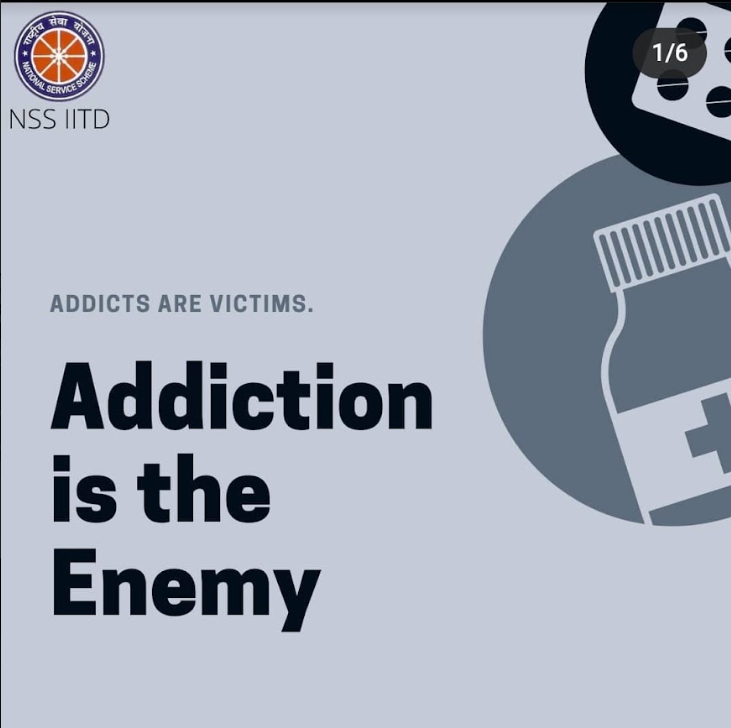 राष्ट्रीय सेवा योजना
NATIONAL SERVICE SCHEME
NSS IITD
1/6
ADDICTS ARE VICTIMS.
Addiction
is the
Enemy